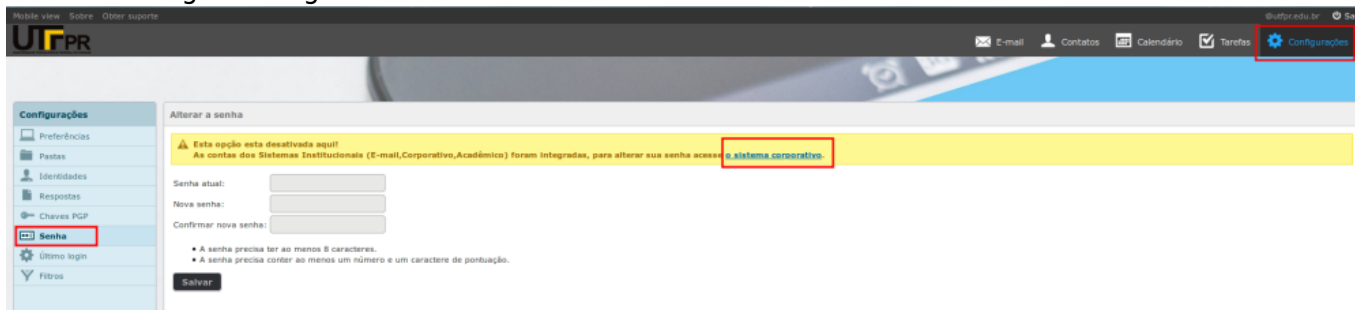 Mobile view Sobre Obter suporte
@utfpr.edu.br
UTFPR
E-mail Contatos Calendário Tarefas Configurações
Configurações
Alterar a senha
Preferências
Pastas
Identidades
Respostas
Chaves PGP
Senha
Último login
Filtros
Esta opção esta desativada aqui!
As contas dos Sistemas Institucionais (E-mail,Corporativo,Acadêmico) foram integradas, para alterar sua senha acesse o sistema corporativo.
Senha atual:
Nova senha:
Confirmar nova senha:
• A senha precisa ter ao menos 8 caracteres.
• A senha precisa conter ao menos um número e um caractere de pontuação.
Salvar